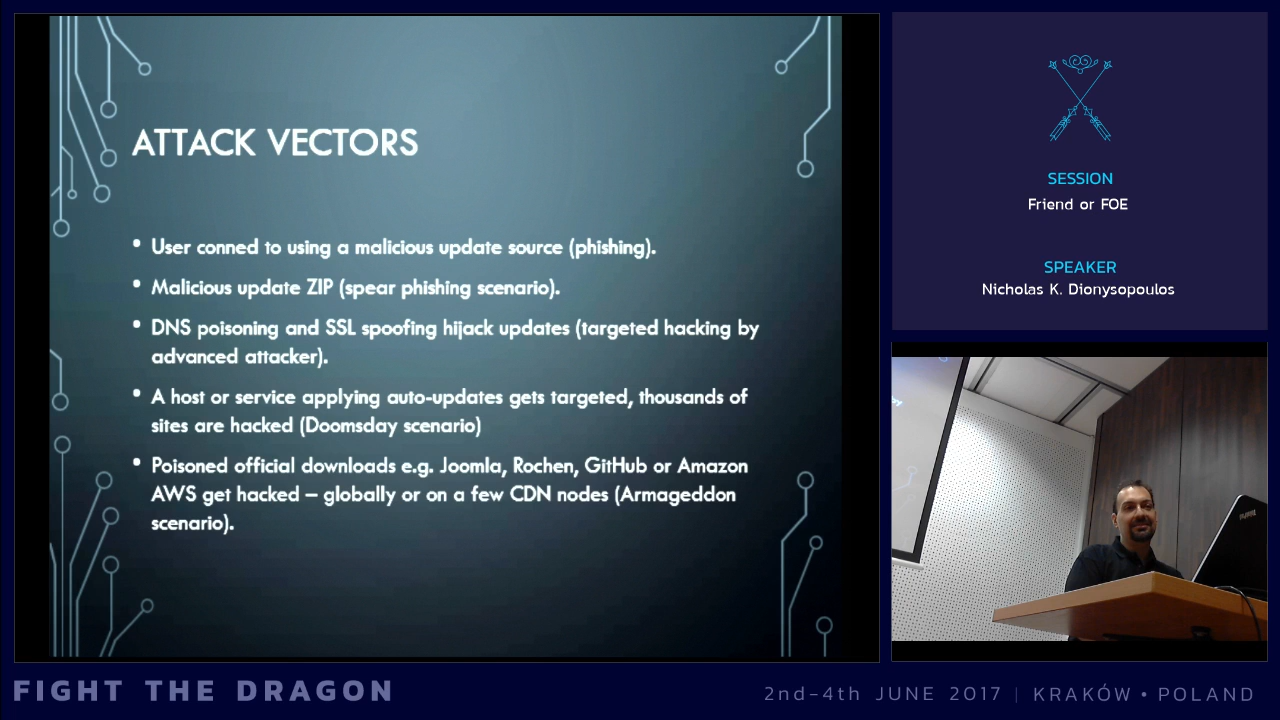 ATTACK VECTORS
• User conned to using a malicious update source (phishing).
• Malicious update ZIP (spear phishing scenario).
• DNS poisoning and SSL spoofing hijack updates (targeted hacking by
advanced attacker).
• A host or service applying auto-updates gets targeted, thousands of
sites are hacked (Doomsday scenario)
• Poisoned official downloads e.g. Joomla, Rochen, GitHub or Amazon
AWS get hacked – globally or on a few CDN nodes (Armageddon
scenario).
SESSION
Friend or FOE
SPEAKER
Nicholas K. Dionysopoulos
FIGHT THE DRAGON
2nd-4th JUNE 2017 | KRAKÓW • POLAND